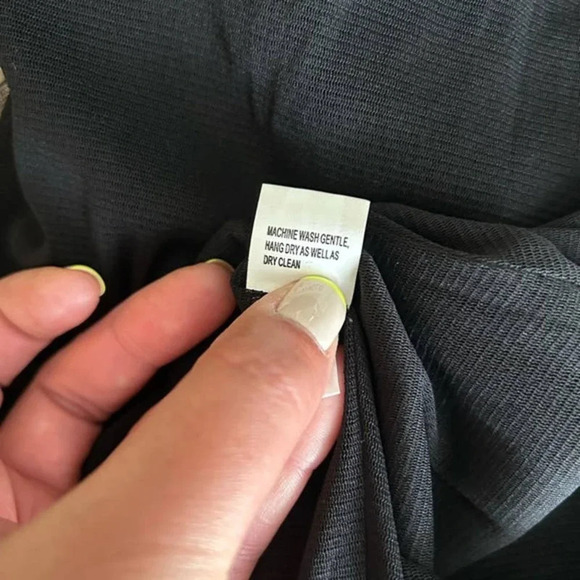 MACHINE WASH GENTLE,
HANG DRY AS WELL AS
DRY CLEAN